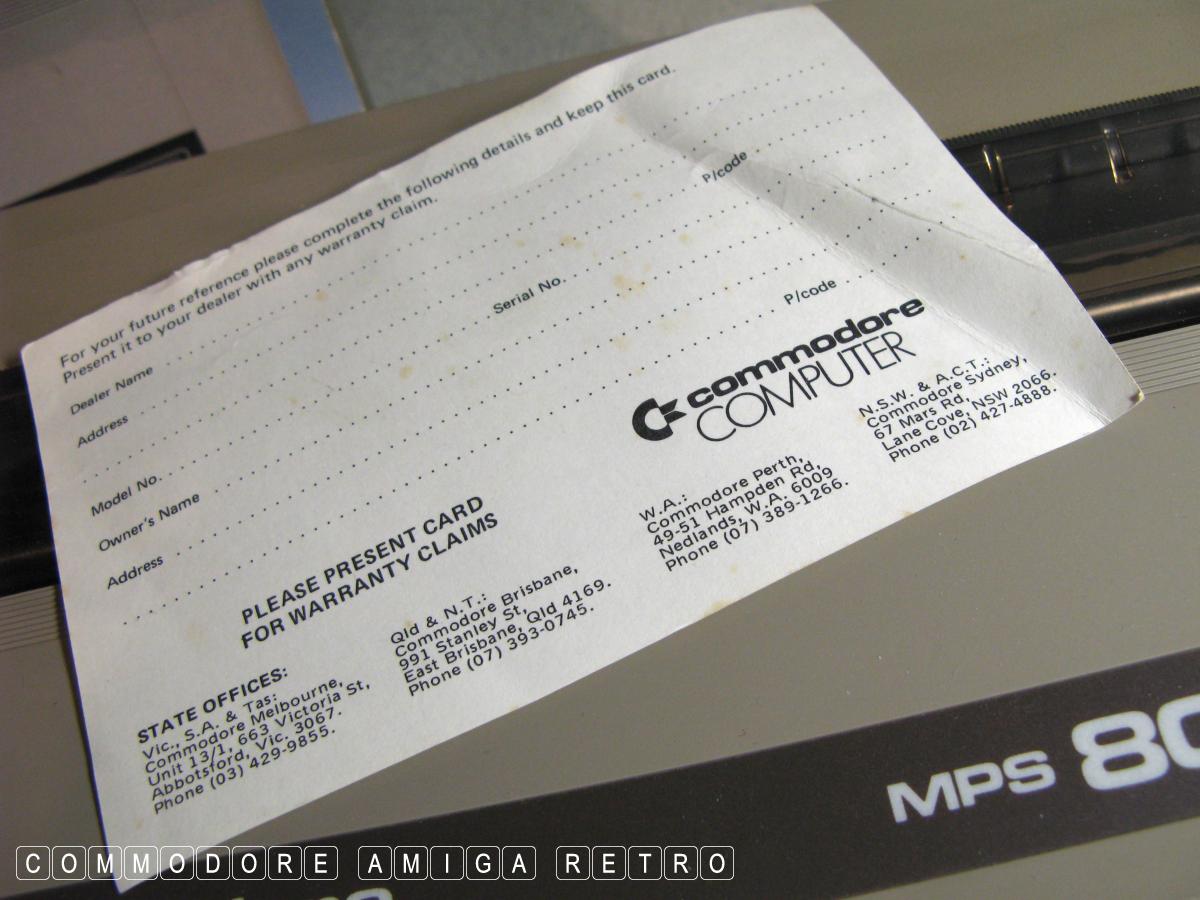 For your future reference please complete the following details and keep this card.
Present it to your dealer with any warranty claim.
Dealer Name
Address
P/code
Model No.
Serial No.
Owner's Name
Address
P/code
PLEASE PRESENT CARD
FOR WARRANTY CLAIMS
commodore
COMPUTER
STATE OFFICES:
Vic., S.A. & Tas:
Commodore Melbourne,
Unit 13/1, 663 Victoria St,
Abbotsford, Vic. 3067.
Phone (03) 429-9855.
Qld & N.T.:
Commodore Brisbane,
991 Stanley St,
East Brisbane, Qld 4169.
Phone (07) 393-0745.
W.A.:
Commodore Perth,
49-51 Hampden Rd,
Nedlands, W.A. 6009
Phone (07) 389-1266.
N.S.W. & A.C.T.:
Commodore Sydney,
67 Mars Rd,
Lane Cove, NSW 2066.
Phone (02) 427-4888.
MPS 80
COMMODORE AMIGA RETRO